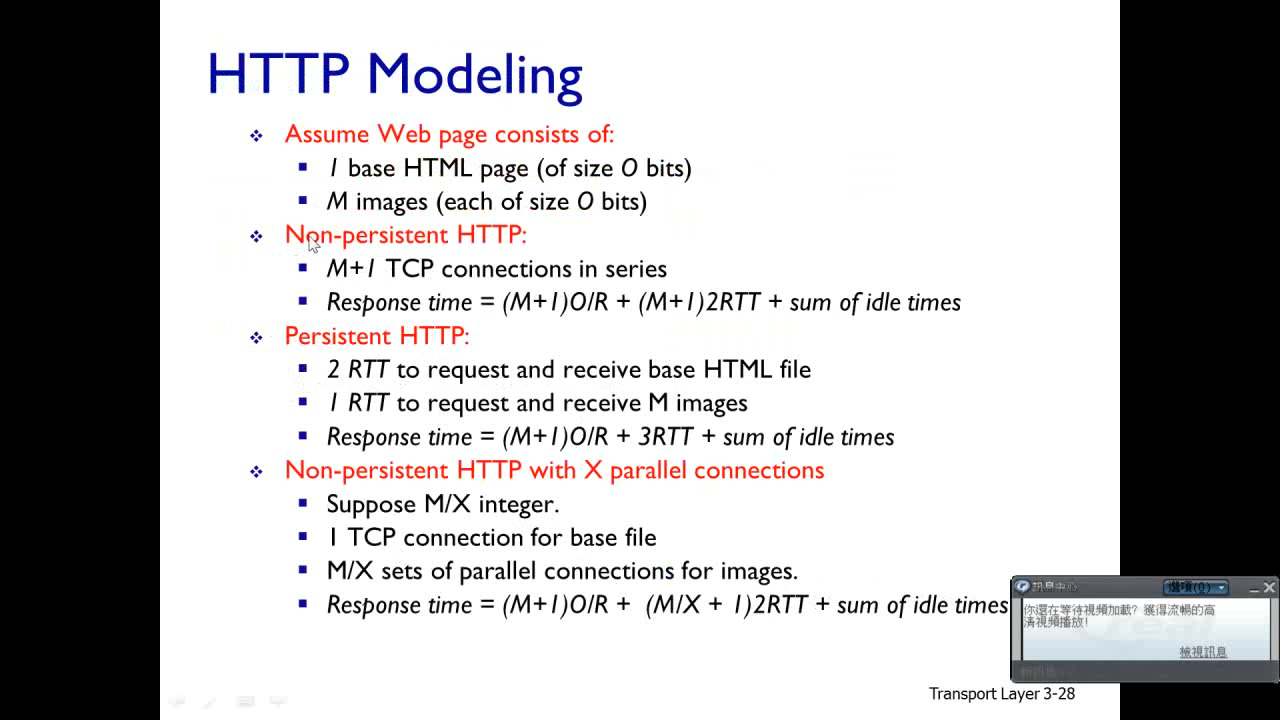 HTTP Modeling
Assume Web page consists of:
1 base HTML page (of size O bits)
M images (each of size O bits)
Non-persistent HTTP:
M+1 TCP connections in series
Response time = (M+1)O/R + (M+1)2RTT + sum of idle times
Persistent HTTP:
2 RTT to request and receive base HTML file
1 RTT to request and receive M images
Response time = (M+1)O/R + 3RTT + sum of idle times
Non-persistent HTTP with X parallel connections
Suppose M/X integer.
1 TCP connection for base file
M/X sets of parallel connections for images.
Response time = (M+1)O/R + (M/X + 1)2RTT + sum of idle times
訊息中心
選項(O)
你還在等待視頻加載? 獲得流暢的高
清視頻播放!
檢視訊息
Transport Layer 3-28